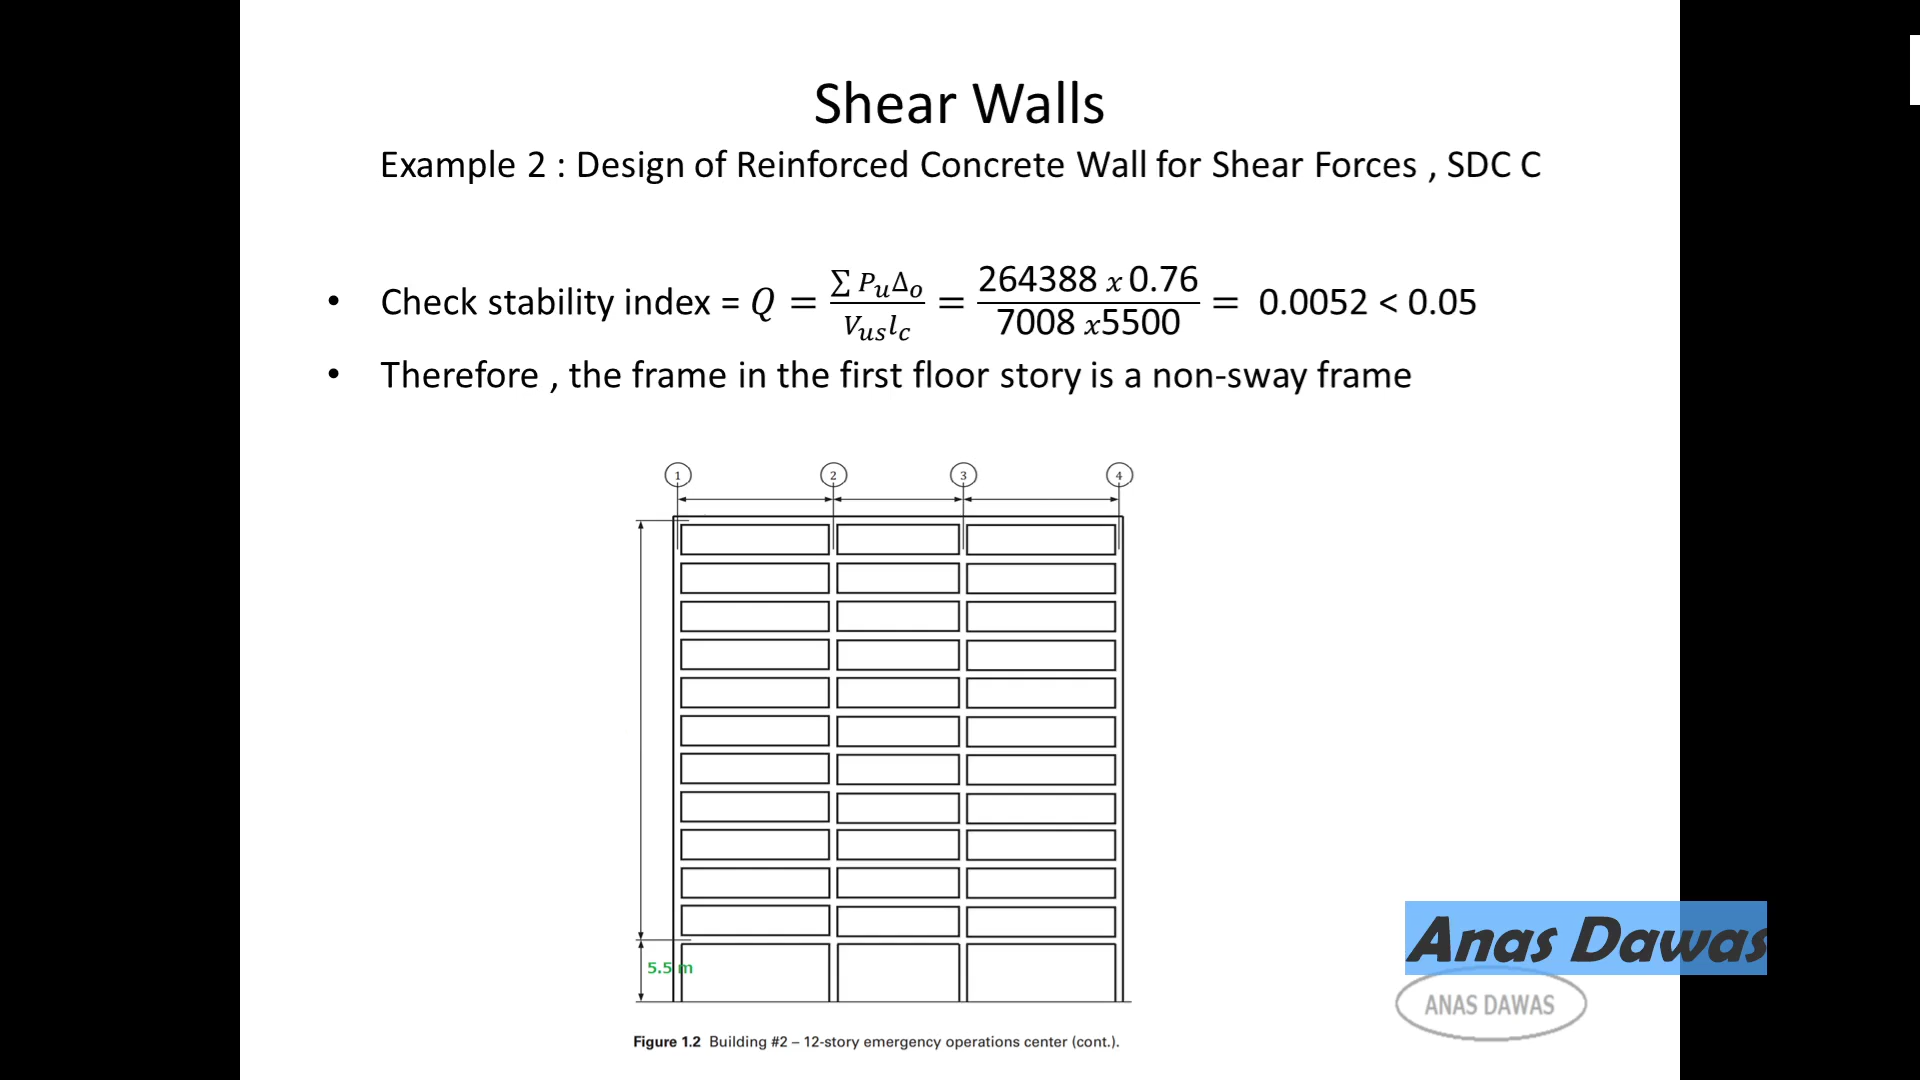 Shear Walls
Example 2 : Design of Reinforced Concrete Wall for Shear Forces , SDC C
• Check stability index = Q = ∑ PuΔo / Vuslc = 264388 x 0.76 / 7008 x5500 = 0.0052 < 0.05
• Therefore , the frame in the first floor story is a non-sway frame
1 2 3 4
5.5 m
Anas Dawas
ANAS DAWAS
Figure 1.2 Building #2 – 12-story emergency operations center (cont.).